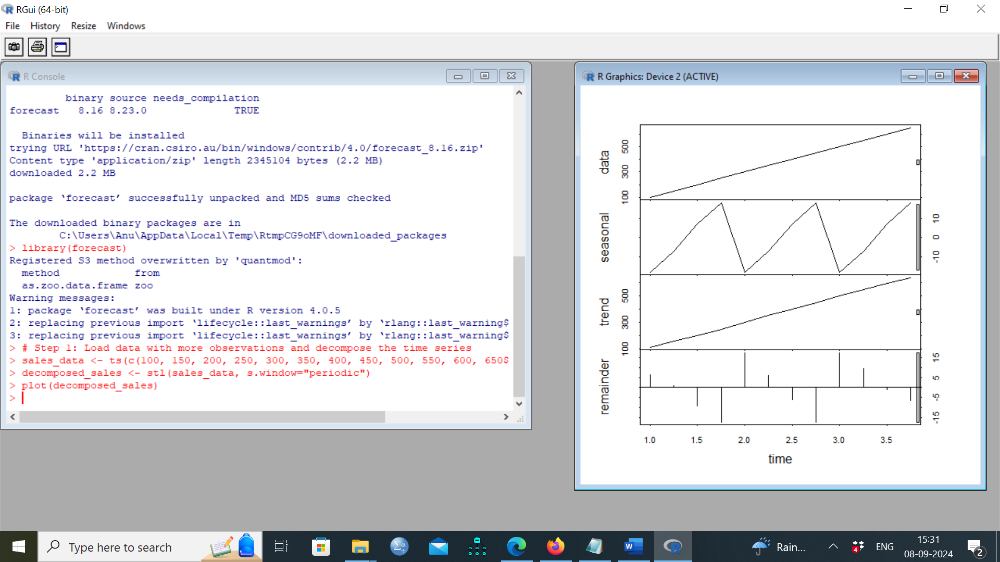 RGui (64-bit)
File History Resize Windows
R Console
binary source needs_compilation
forecast 8.16 8.23.0 TRUE
Binaries will be installed
trying URL 'https://cran.csiro.au/bin/windows/contrib/4.0/forecast_8.16.zip'
Content type 'application/zip' length 2345104 bytes (2.2 MB)
downloaded 2.2 MB
package ‘forecast’ successfully unpacked and MD5 sums checked
The downloaded binary packages are in
C:\Users\Anu\AppData\Local\Temp\RtmpCG9oMF\downloaded_packages
> library(forecast)
Registered S3 method overwritten by 'quantmod':
method from
as.zoo.data.frame zoo
Warning messages:
1: package ‘forecast’ was built under R version 4.0.5
2: replacing previous import ‘lifecycle::last_warnings’ by ‘rlang::last_warning$
3: replacing previous import ‘lifecycle::last_warnings’ by ‘rlang::last_warning$
> # Step 1: Load data with more observations and decompose the time series
> sales_data <- ts(c(100, 150, 200, 250, 300, 350, 400, 450, 500, 550, 600, 650$
> decomposed_sales <- stl(sales_data, s.window="periodic")
> plot(decomposed_sales)
>
R Graphics: Device 2 (ACTIVE)
data
100 300 500
seasonal
-10 0 10
trend
100 300 500
remainder
-15 -5 5 15
1.0 1.5 2.0 2.5 3.0 3.5
time
Type here to search
Rain...
4
ENG
15:31
08-09-2024
2